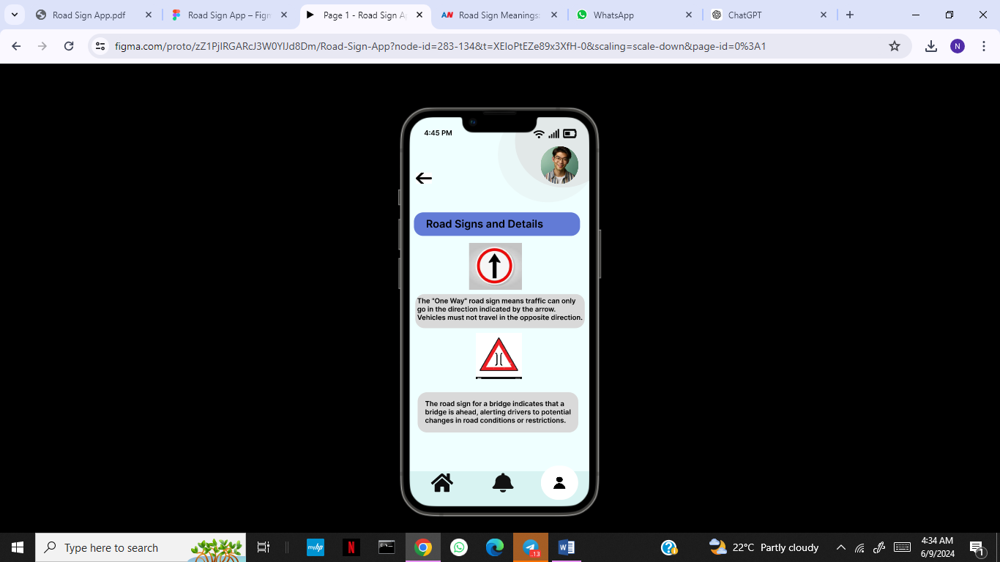 Road Sign App.pdf
Road Sign App – Figm
Page 1 - Road Sign A
Road Sign Meanings:
WhatsApp
ChatGPT
figma.com/proto/zZ1PjIRGARcJ3W0YlJd8Dm/Road-Sign-App?node-id=283-134&t=XEIoPtEZe89x3XfH-0&scaling=scale-down&page-id=0%3A1
N
4:45 PM
Road Signs and Details
The "One Way" road sign means traffic can only
go in the direction indicated by the arrow.
Vehicles must not travel in the opposite direction.
The road sign for a bridge indicates that a
bridge is ahead, alerting drivers to potential
changes in road conditions or restrictions.
Type here to search
myhp
N
..13
W
22°C Partly cloudy
4:34 AM
6/9/2024
1